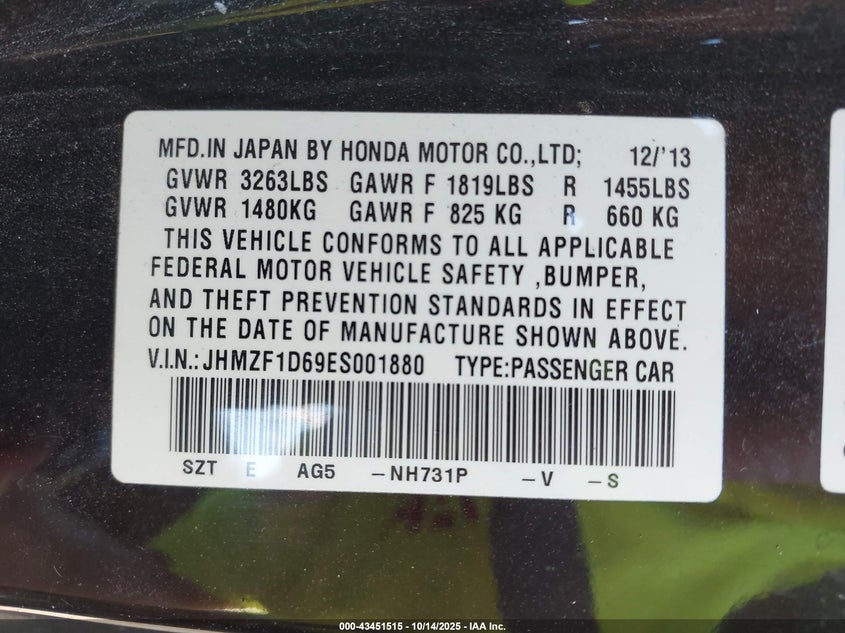 MFD.IN JAPAN BY HONDA MOTOR CO.,LTD; 12/'13
GVWR 3263LBS GAWR F 1819LBS R 1455LBS
GVWR 1480KG GAWR F 825 KG R 660 KG
THIS VEHICLE CONFORMS TO ALL APPLICABLE
FEDERAL MOTOR VEHICLE SAFETY ,BUMPER,
AND THEFT PREVENTION STANDARDS IN EFFECT
ON THE DATE OF MANUFACTURE SHOWN ABOVE.
V.I.N.: JHMZF1D69ES001880 TYPE:PASSENGER CAR
SZT E AG5 -NH731P -V -S
000-43451515 - 10/14/2025 - IAA Inc.